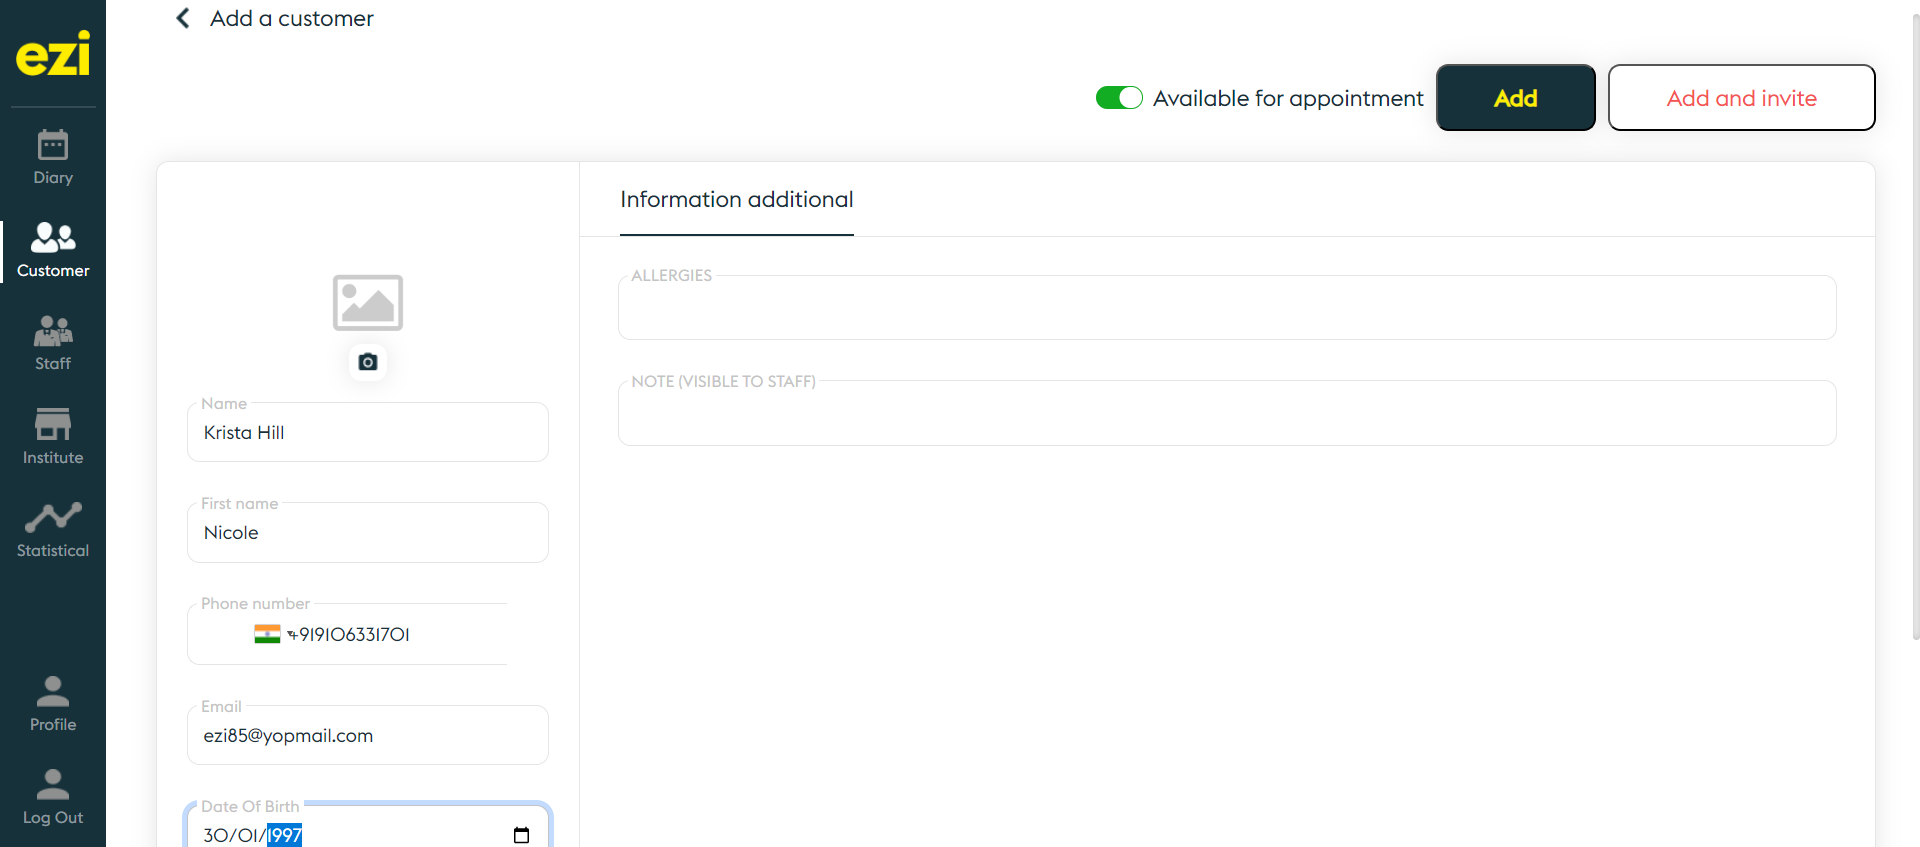 ezi
Diary
Customer
Staff
Institute
Statistical
Profile
Log Out
Add a customer
Available for appointment
Add
Add and invite
Name
Krista Hill
First name
Nicole
Phone number
+919106331701
Email
ezi85@yopmail.com
Date Of Birth
30/01/1997
Information additional
ALLERGIES
NOTE (VISIBLE TO STAFF)